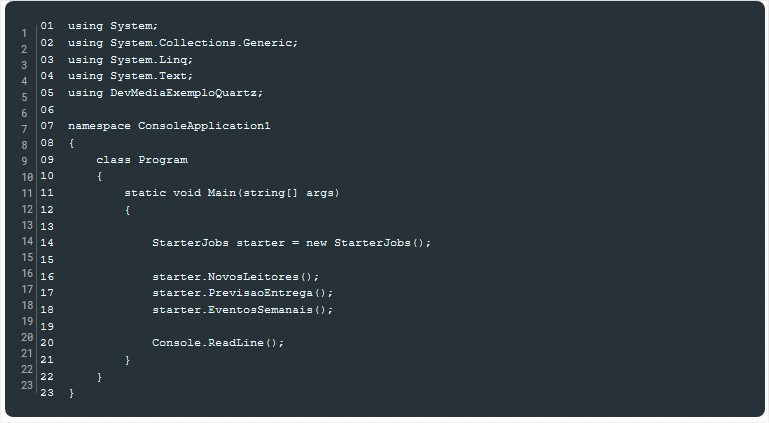 1 01 using System;
2 02 using System.Collections.Generic;
3 03 using System.Linq;
4 04 using System.Text;
5 05 using DevMediaExemploQuartz;
6 06
7 07 namespace ConsoleApplication1
8 08 {
9 09     class Program
10 10     {
11 11         static void Main(string[] args)
12 12         {
13 13
14 14             StarterJobs starter = new StarterJobs();
15 15
16 16             starter.NovosLeitores();
17 17             starter.PrevisaoEntrega();
18 18             starter.EventosSemanais();
19 19
20 20             Console.ReadLine();
21 21         }
22 22     }
23 23 }